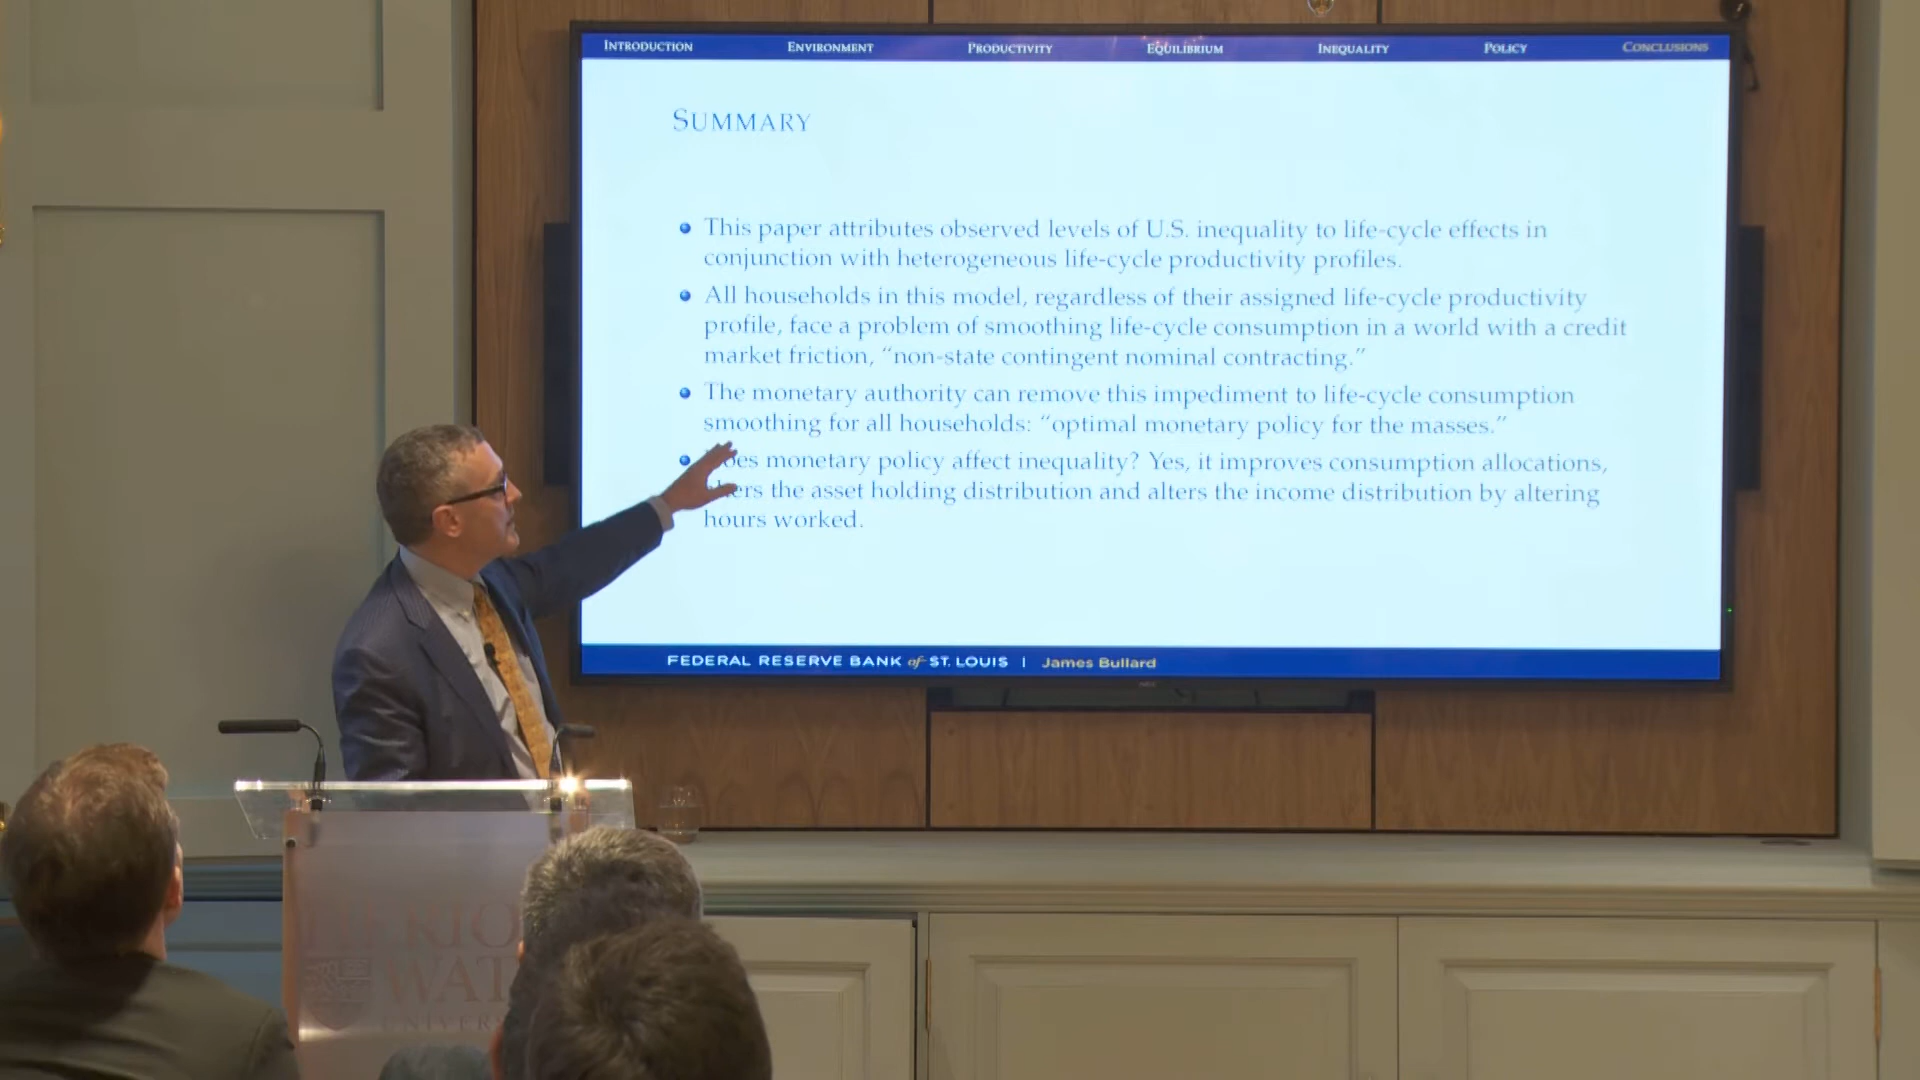 INTRODUCTION ENVIRONMENT PRODUCTIVITY EQUILIBRIUM INEQUALITY POLICY CONCLUSIONS
SUMMARY
This paper attributes observed levels of U.S. inequality to life-cycle effects in
conjunction with heterogeneous life-cycle productivity profiles.
All households in this model, regardless of their assigned life-cycle productivity
profile, face a problem of smoothing life-cycle consumption in a world with a credit
market friction, “non-state contingent nominal contracting.”
The monetary authority can remove this impediment to life-cycle consumption
smoothing for all households: “optimal monetary policy for the masses.”
Does monetary policy affect inequality? Yes, it improves consumption allocations,
alters the asset holding distribution and alters the income distribution by altering
hours worked.
FEDERAL RESERVE BANK of ST. LOUIS | James Bullard